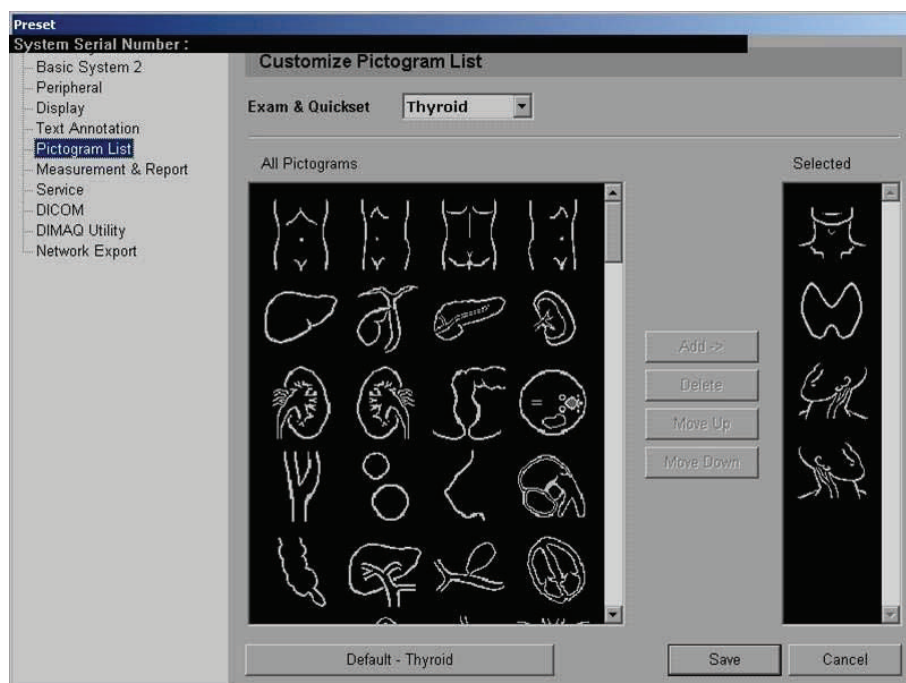 Preset
System Serial Number :
Basic System 2
Peripheral
Display
Text Annotation
Pictogram List
Measurement & Report
Service
DICOM
DIMAQ Utility
Network Export
Customize Pictogram List
Exam & Quickset Thyroid
All Pictograms
Selected
Add ->
Delete
Move Up
Move Down
Default - Thyroid
Save
Cancel